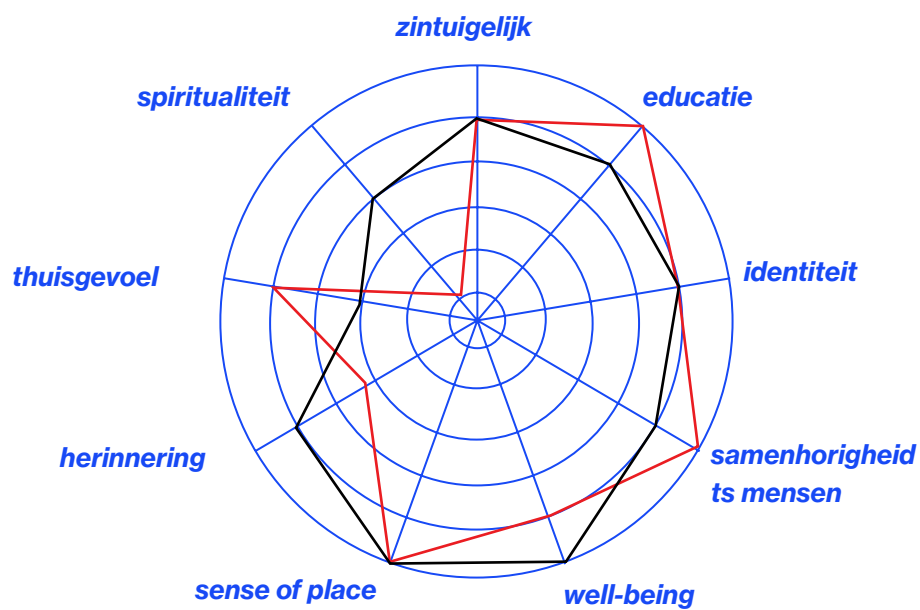 zintuigelijk
educatie
identiteit
samenhorigheid
ts mensen
well-being
sense of place
herinnering
thuisgevoel
spiritualiteit